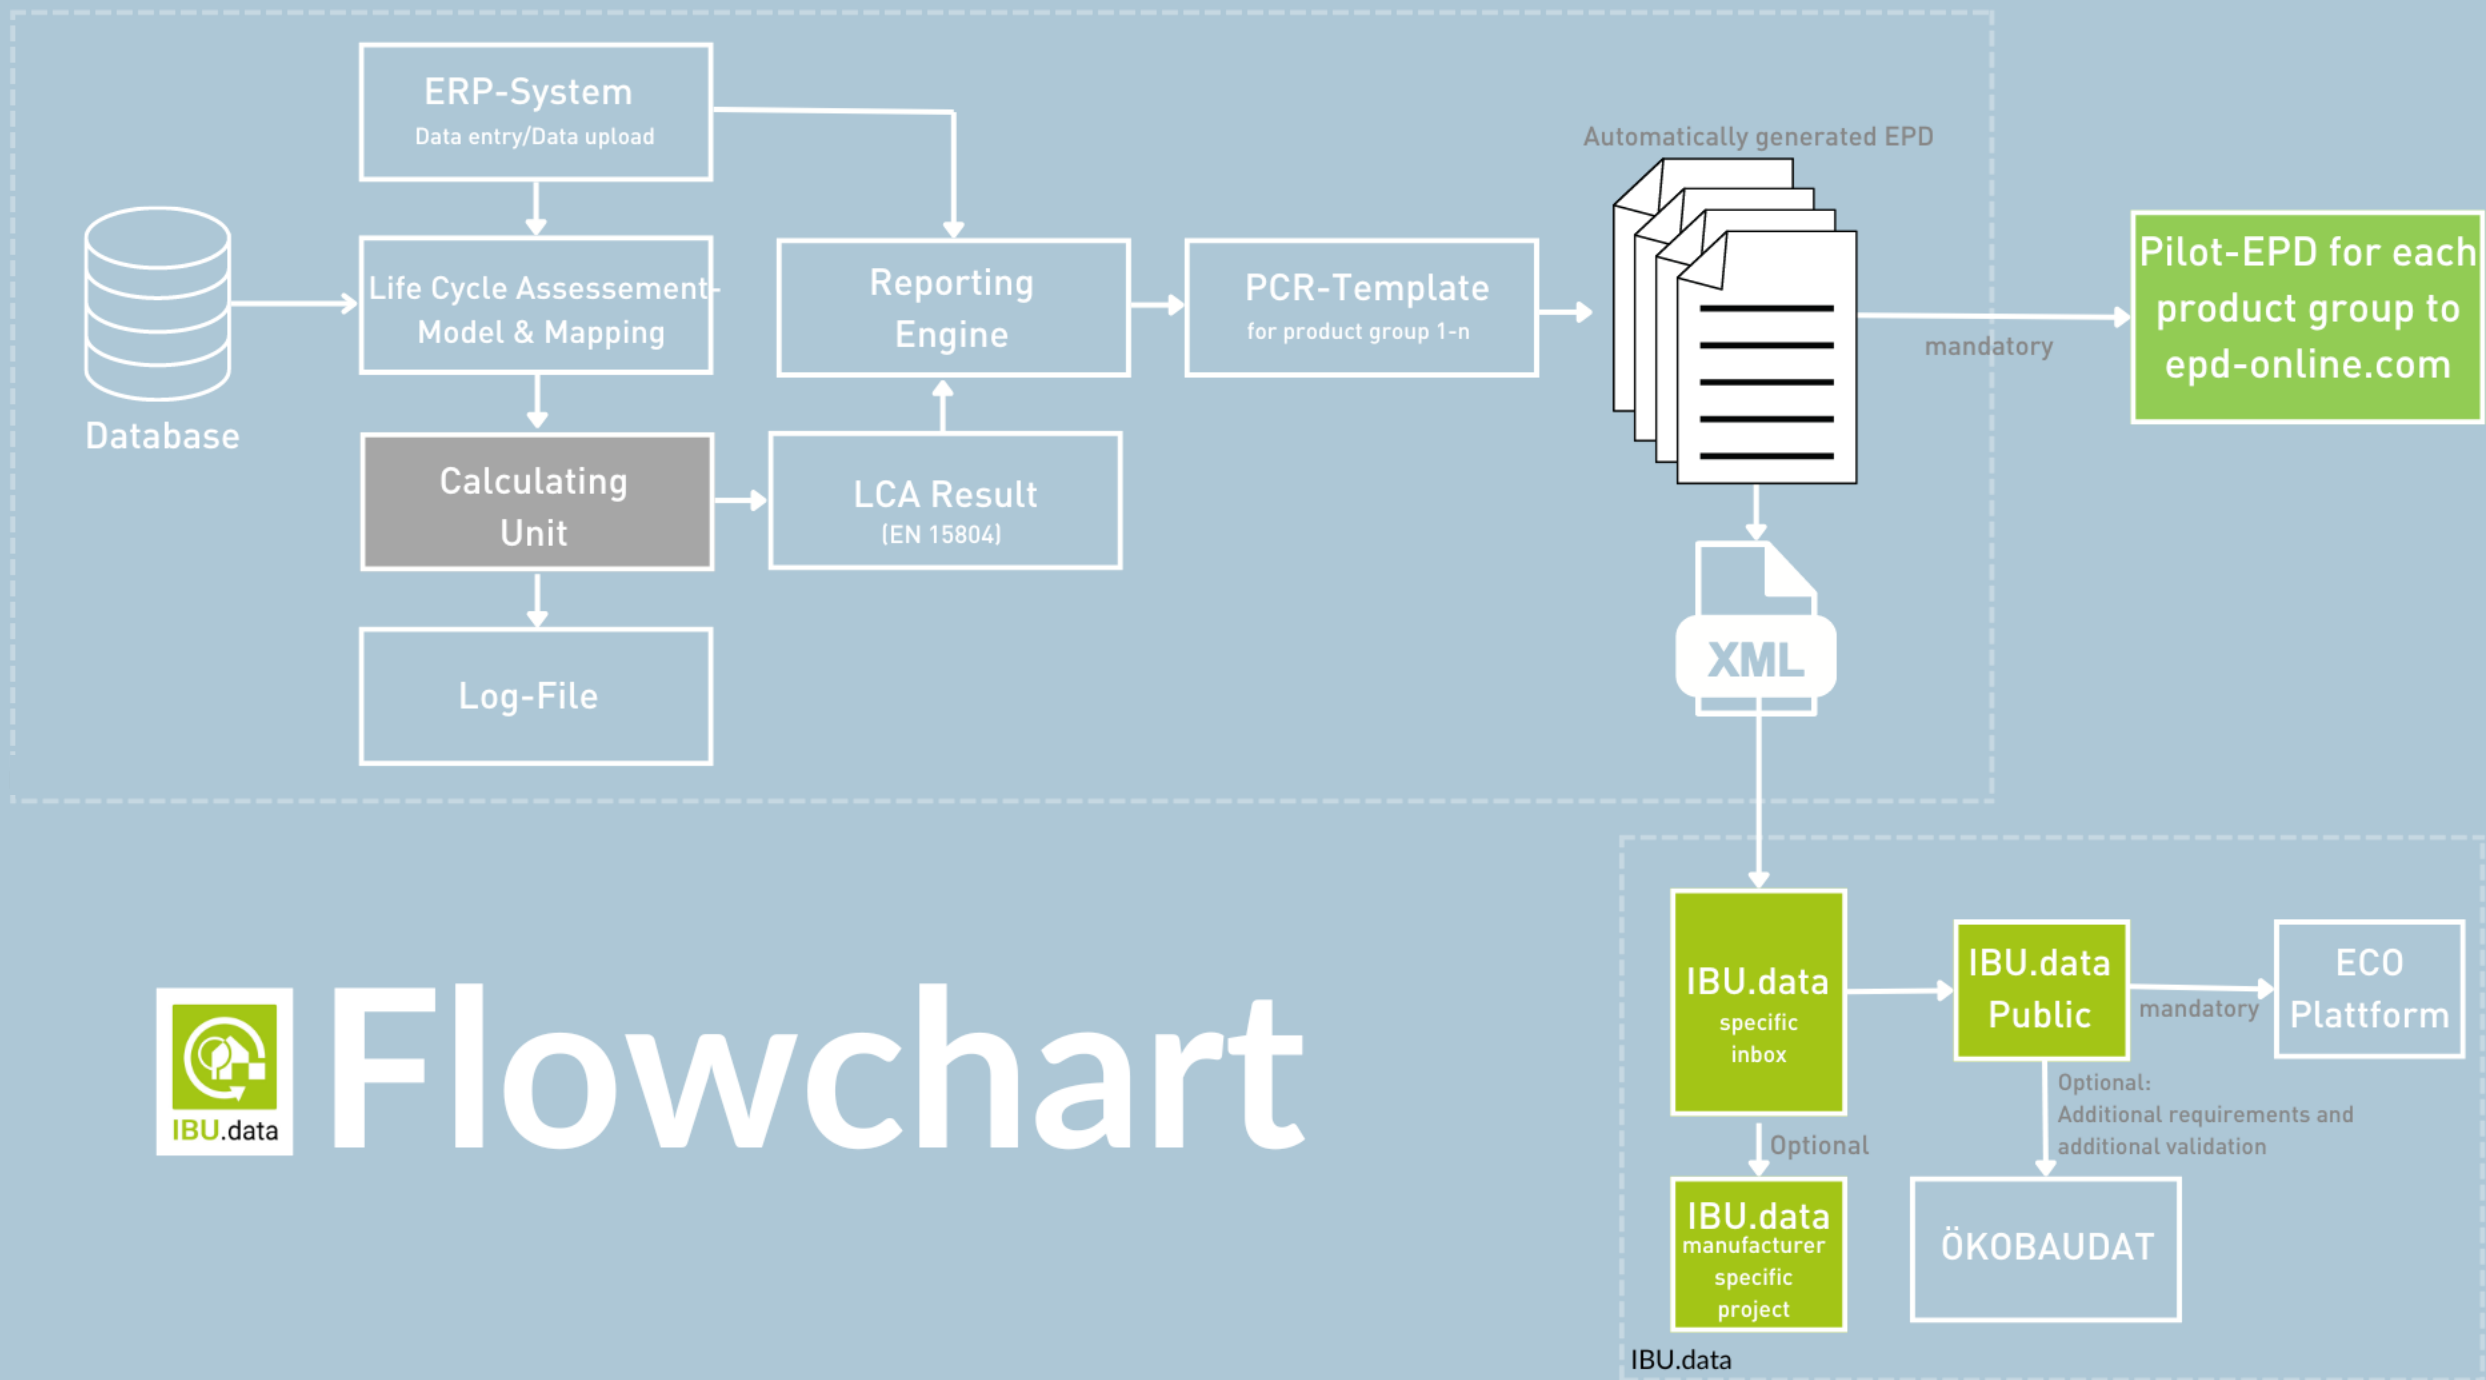 ERP-System
Data entry/Data upload
Database
Life Cycle Assessement-
Model & Mapping
Calculating
Unit
Log-File
LCA Result
(EN 15804)
Reporting
Engine
PCR-Template
for product group 1-n
Automatically generated EPD
mandatory
Pilot-EPD for each
product group to
epd-online.com
XML
IBU.data
specific
inbox
Optional
IBU.data
manufacturer
specific
project
IBU.data
Public
mandatory
ECO
Plattform
Optional:
Additional requirements and
additional validation
ÖKOBAUDAT
IBU.data
IBU.data
Flowchart